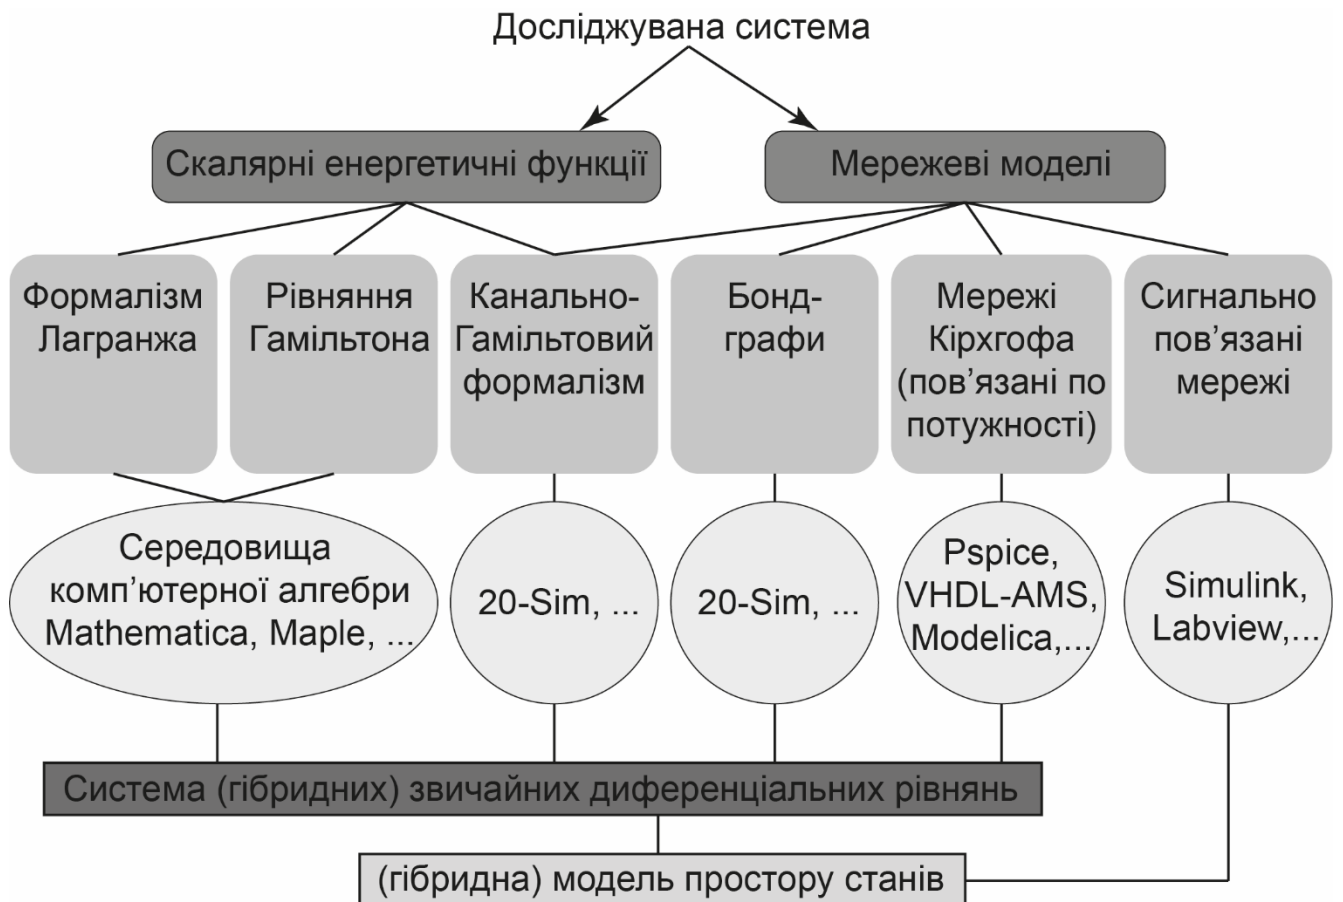 Досліджувана система
Скалярні енергетичні функції
Мережеві моделі
Формалізм
Лагранжа
Рівняння
Гамільтона
Канально-
Гамільтовий
формалізм
Бонд-
графи
Мережі
Кірхгофа
(пов’язані по
потужності)
Сигнально
пов’язані
мережі
Середовища
комп’ютерної алгебри
Mathematica, Maple, ...
20-Sim, ...
20-Sim, ...
Pspice,
VHDL-AMS,
Modelica,...
Simulink,
Labview,...
Система (гібридних) звичайних диференціальних рівнянь
(гібридна) модель простору станів